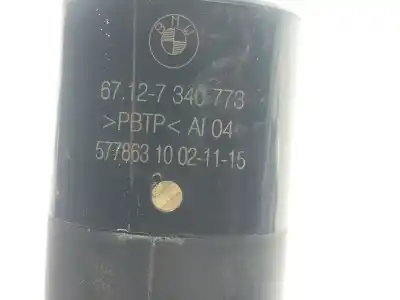 BMW
67.12-7 340 773
>PBTP< AI 04
577863 10 02-11-15